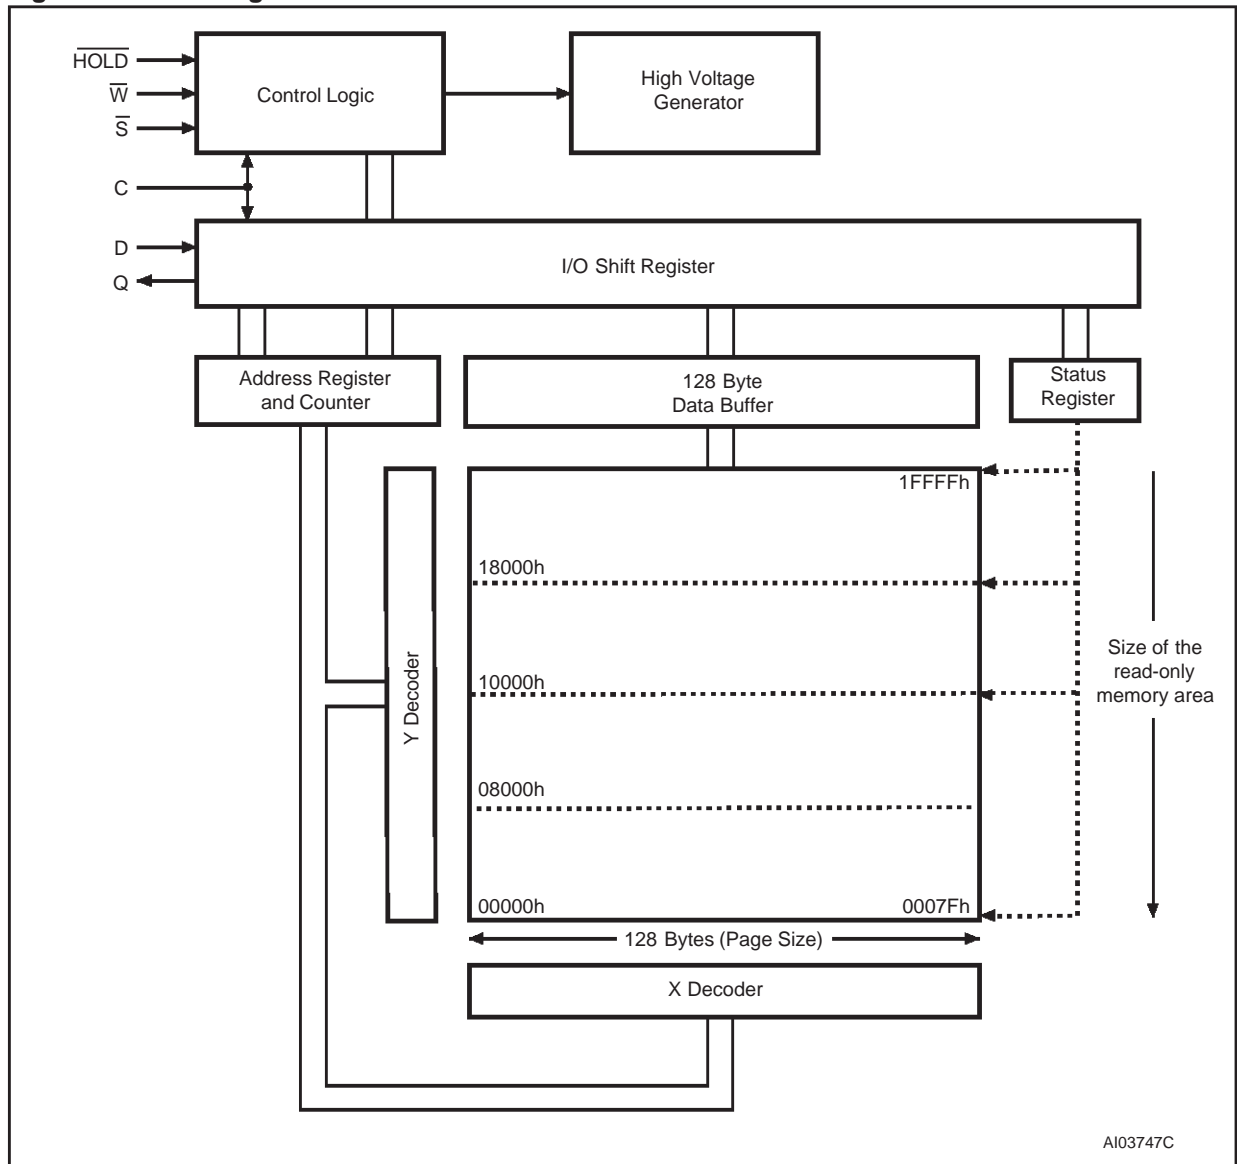 HOLD
W
S
C
D
Q
Control Logic
High Voltage
Generator
I/O Shift Register
Address Register
and Counter
128 Byte
Data Buffer
Status
Register
1FFFFh
18000h
10000h
08000h
00000h
0007Fh
Y Decoder
Size of the
read-only
memory area
128 Bytes (Page Size)
X Decoder
AI03747C